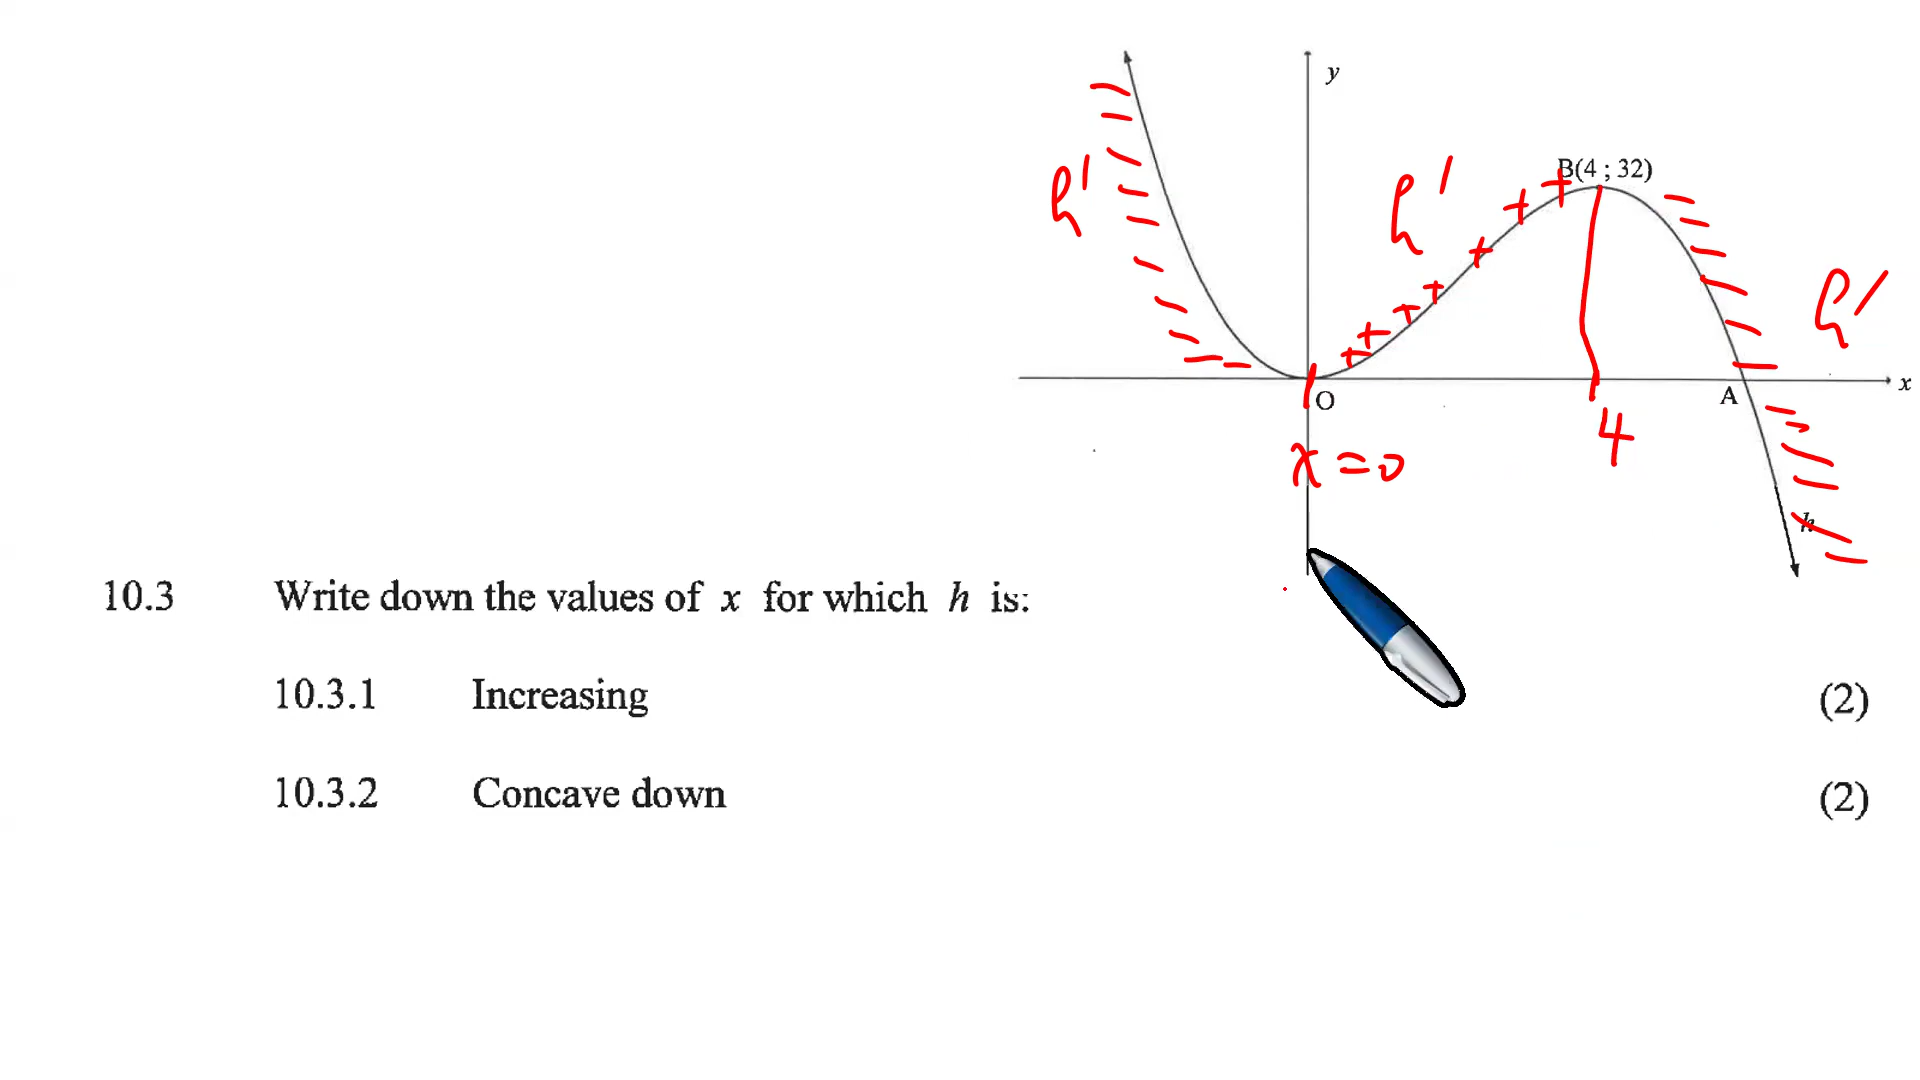 y
B(4 ; 32)
h'
h'
h'
x
O
A
4
x = 0
h
10.3 Write down the values of x for which h is:
10.3.1 Increasing (2)
10.3.2 Concave down (2)